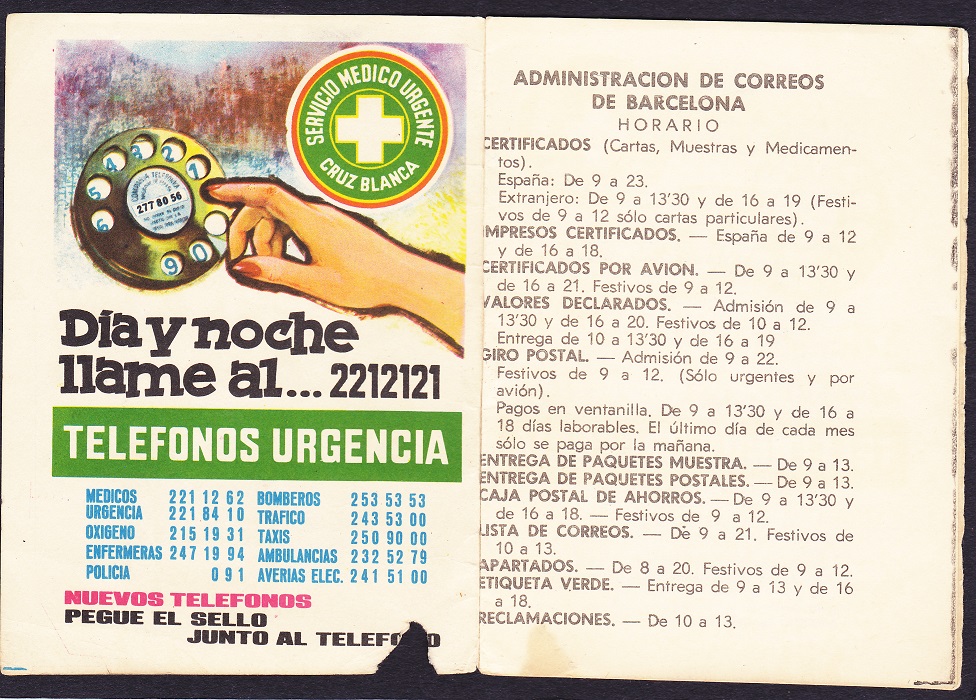 SERVICIO MEDICO URGENTE
CRUZ BLANCA
1
2
3
4
5
6
9
0
COMPAÑIA TELEFONICA
277 80 56
Día y noche
llame al... 2212121
TELEFONOS URGENCIA
MEDICOS 221 12 62 BOMBEROS 253 53 53
URGENCIA 221 84 10 TRAFICO 243 53 00
OXIGENO 215 19 31 TAXIS 250 90 00
ENFERMERAS 247 19 94 AMBULANCIAS 232 52 79
POLICIA 091 AVERIAS ELEC. 241 51 00
NUEVOS TELEFONOS
PEGUE EL SELLO
JUNTO AL TELEFO O
ADMINISTRACION DE CORREOS
DE BARCELONA
HORARIO
CERTIFICADOS (Cartas, Muestras y Medicamen-
tos).
España: De 9 a 23.
Extranjero: De 9 a 13'30 y de 16 a 19 (Festi-
vos de 9 a 12 sólo cartas particulares).
MPRESOS CERTIFICADOS. — España de 9 a 12
y de 16 a 18.
CERTIFICADOS POR AVION. — De 9 a 13'30 y
de 16 a 21. Festivos de 9 a 12.
VALORES DECLARADOS. — Admisión de 9 a
13'30 y de 16 a 20. Festivos de 10 a 12.
Entrega de 10 a 13'30 y de 16 a 19
GIRO POSTAL. — Admisión de 9 a 22.
Festivos de 9 a 12. (Sólo urgentes y por
avión).
Pagos en ventanilla. De 9 a 13'30 y de 16 a
18 días laborables. El último día de cada mes
sólo se paga por la mañana.
ENTREGA DE PAQUETES MUESTRA. — De 9 a 13.
ENTREGA DE PAQUETES POSTALES. — De 9 a 13.
CAJA POSTAL DE AHORROS. — De 9 a 13'30 y
de 16 a 18. — Festivos de 9 a 12.
LISTA DE CORREOS. — De 9 a 21. Festivos de
10 a 13.
APARTADOS. — De 8 a 20. Festivos de 9 a 12.
ETIQUETA VERDE. — Entrega de 9 a 13 y de 16
a 18.
RECLAMACIONES. — De 10 a 13.